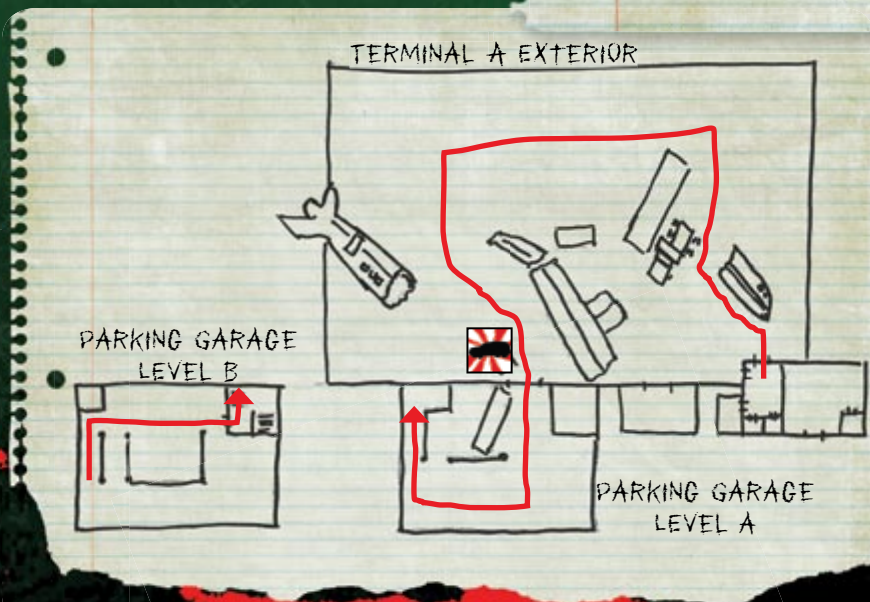 TERMINAL A EXTERIOR
PARKING GARAGE
LEVEL B
PARKING GARAGE
LEVEL A